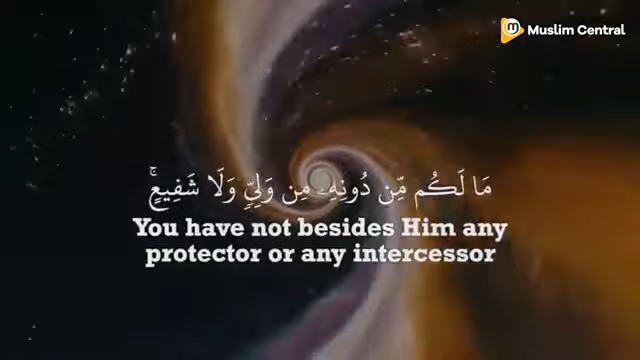 Muslim Central
مَا لَكُم مِّن دُونِهِۦ مِن وَلِيٍّۢ وَلَا شَفِيعٍۚ
You have not besides Him any
protector or any intercessor